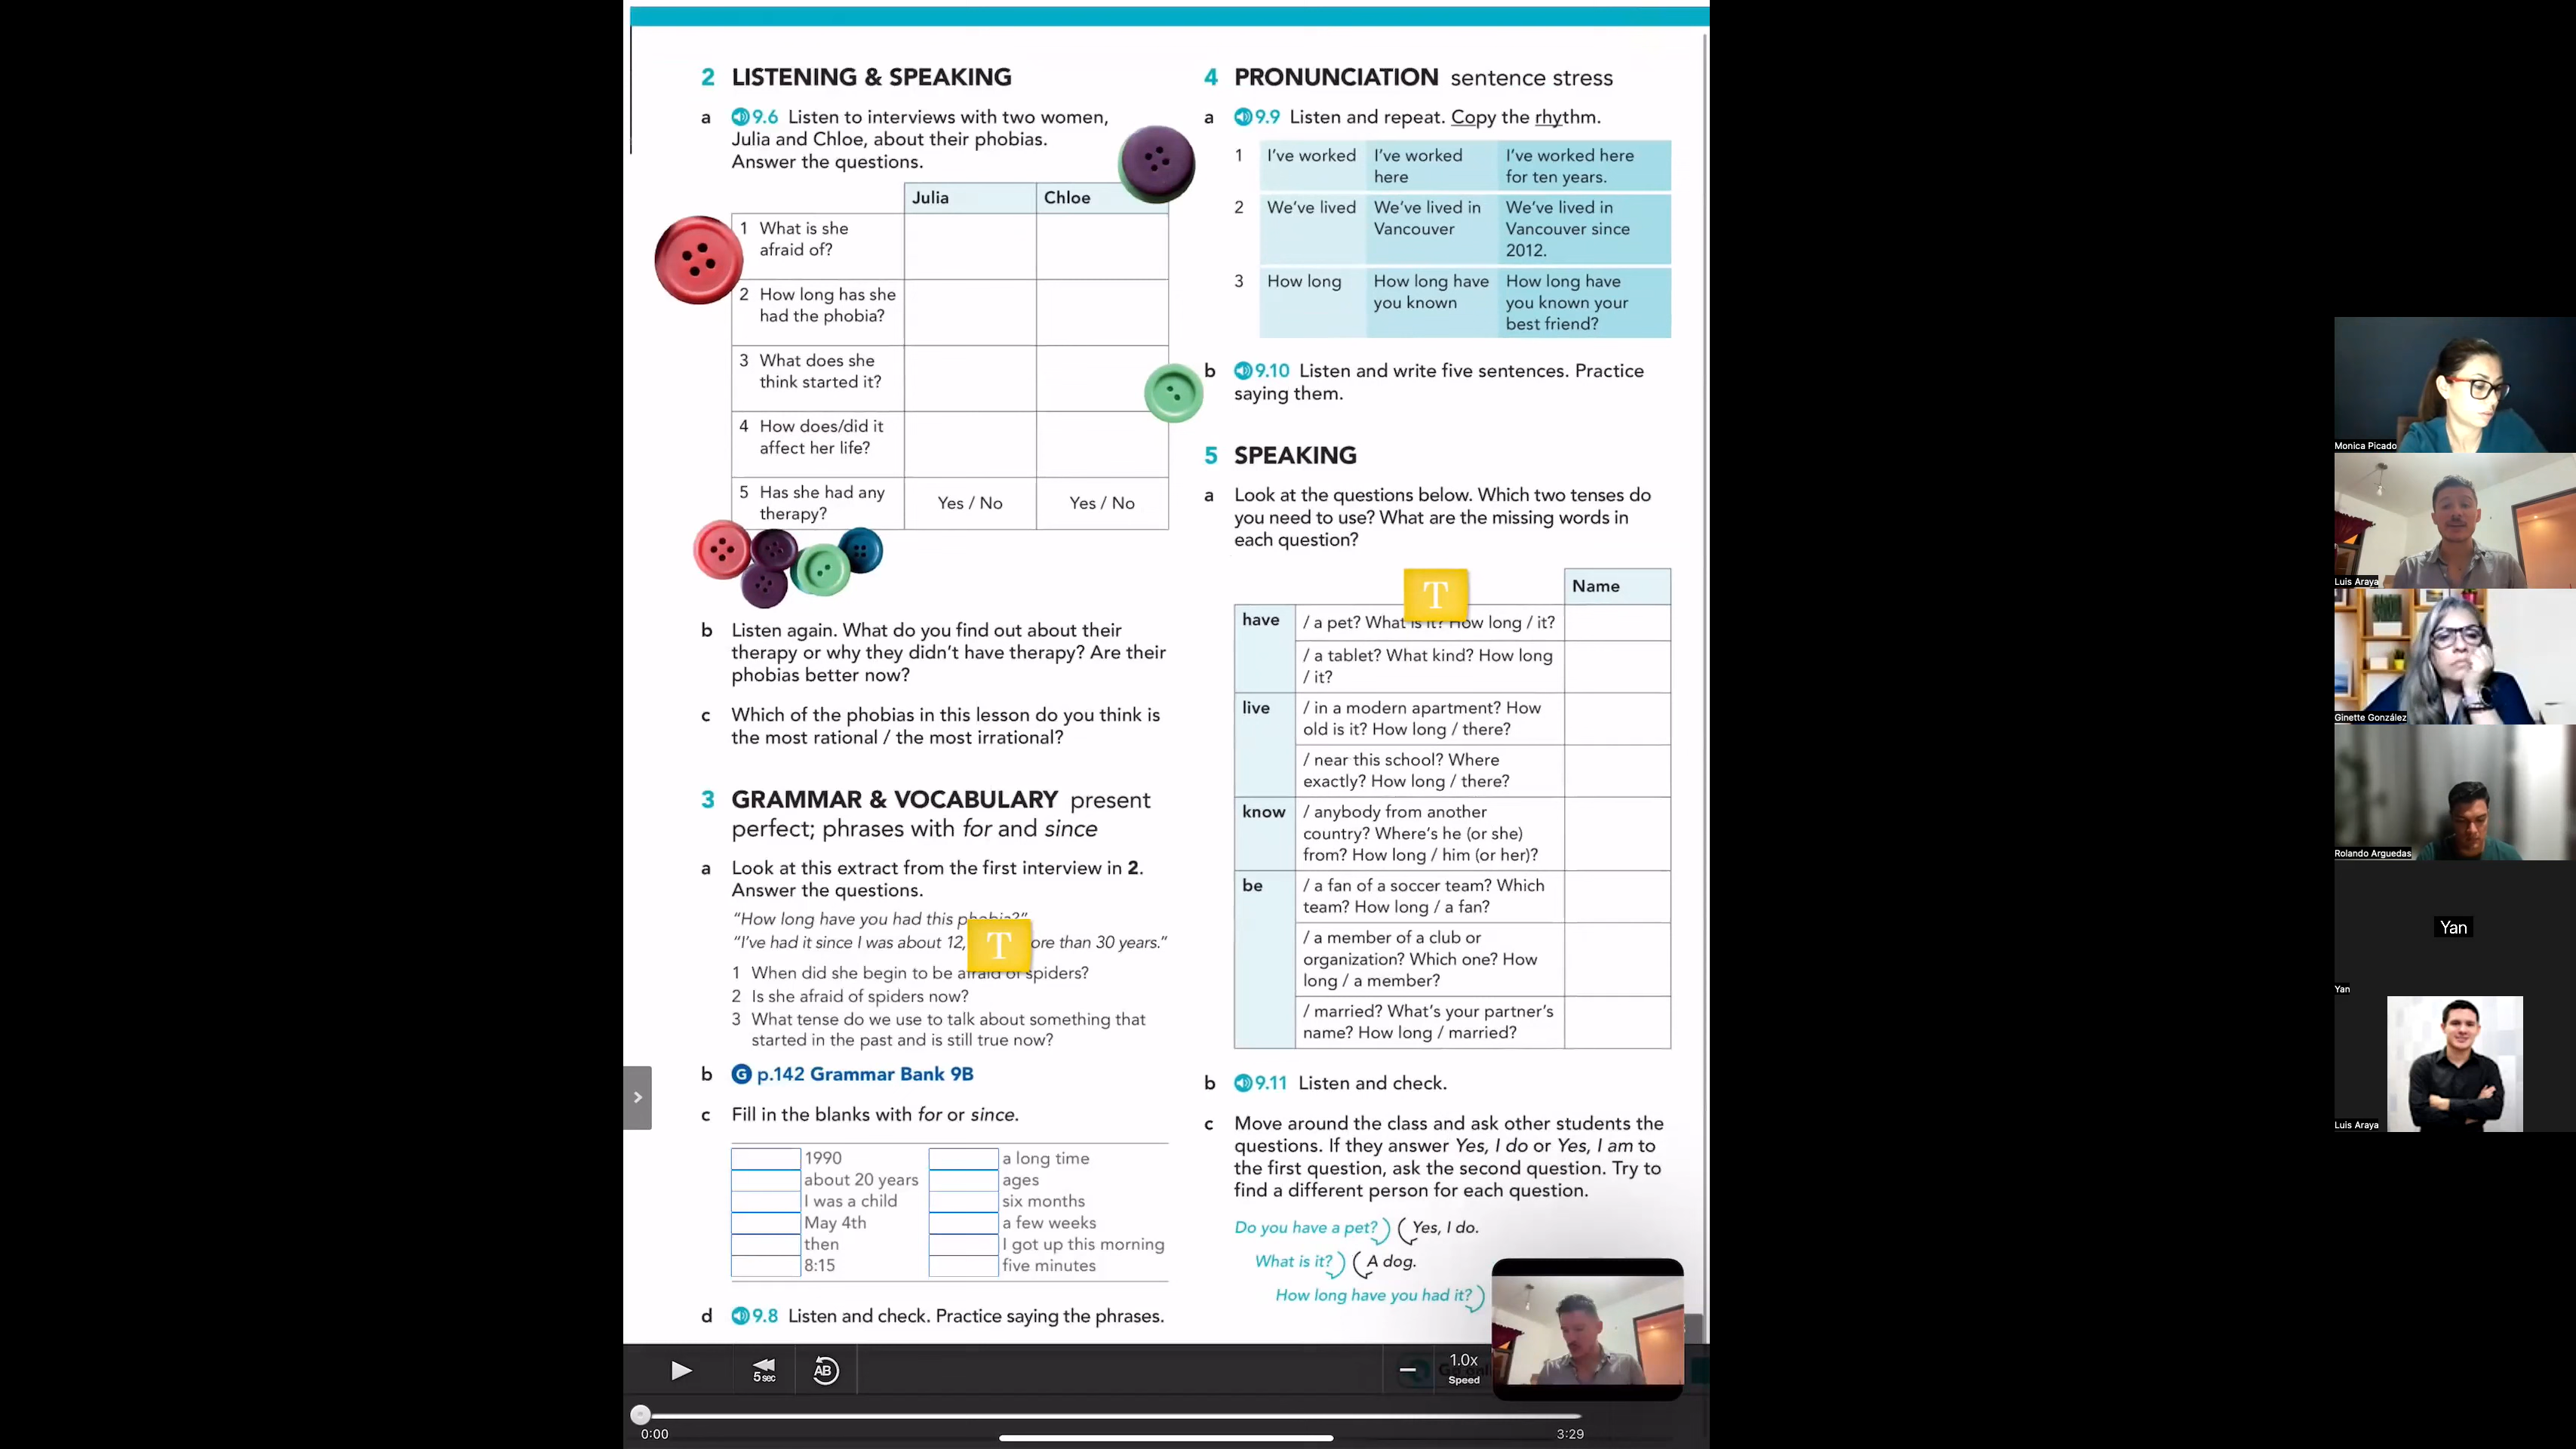 2 LISTENING & SPEAKING
a 9.6 Listen to interviews with two women,
Julia and Chloe, about their phobias.
Answer the questions.
Julia Chloe
1 What is she
afraid of?
2 How long has she
had the phobia?
3 What does she
think started it?
4 How does/did it
affect her life?
5 Has she had any
therapy?
Yes / No Yes / No
b Listen again. What do you find out about their
therapy or why they didn't have therapy? Are their
phobias better now?
c Which of the phobias in this lesson do you think is
the most rational / the most irrational?
3 GRAMMAR & VOCABULARY present
perfect; phrases with for and since
a Look at this extract from the first interview in 2.
Answer the questions.
"How long have you had this phobia?"
"I've had it since I was about 12, T ore than 30 years."
1 When did she begin to be afraid of spiders?
2 Is she afraid of spiders now?
3 What tense do we use to talk about something that
started in the past and is still true now?
b G p.142 Grammar Bank 9B
c Fill in the blanks with for or since.
1990 a long time
about 20 years ages
I was a child six months
May 4th a few weeks
then I got up this morning
8:15 five minutes
d 9.8 Listen and check. Practice saying the phrases.
4 PRONUNCIATION sentence stress
a 9.9 Listen and repeat. Copy the rhythm.
1 I've worked I've worked
here I've worked here
for ten years.
2 We've lived We've lived in
Vancouver We've lived in
Vancouver since
2012.
3 How long How long have
you known How long have
you known your
best friend?
b 9.10 Listen and write five sentences. Practice
saying them.
5 SPEAKING
a Look at the questions below. Which two tenses do
you need to use? What are the missing words in
each question?
T
Name
have / a pet? What is it? How long / it?
/ a tablet? What kind? How long
/ it?
live / in a modern apartment? How
old is it? How long / there?
/ near this school? Where
exactly? How long / there?
know / anybody from another
country? Where's he (or she)
from? How long / him (or her)?
be / a fan of a soccer team? Which
team? How long / a fan?
/ a member of a club or
organization? Which one? How
long / a member?
/ married? What's your partner's
name? How long / married?
b 9.11 Listen and check.
c Move around the class and ask other students the
questions. If they answer Yes, I do or Yes, I am to
the first question, ask the second question. Try to
find a different person for each question.
Do you have a pet? Yes, I do.
What is it? A dog.
How long have you had it?
5 sec
AB
1.0x
Speed
0:00
3:29
Monica Picado
Luis Araya
Ginette González
Rolando Arguedas
Yan
Yan
Luis Araya